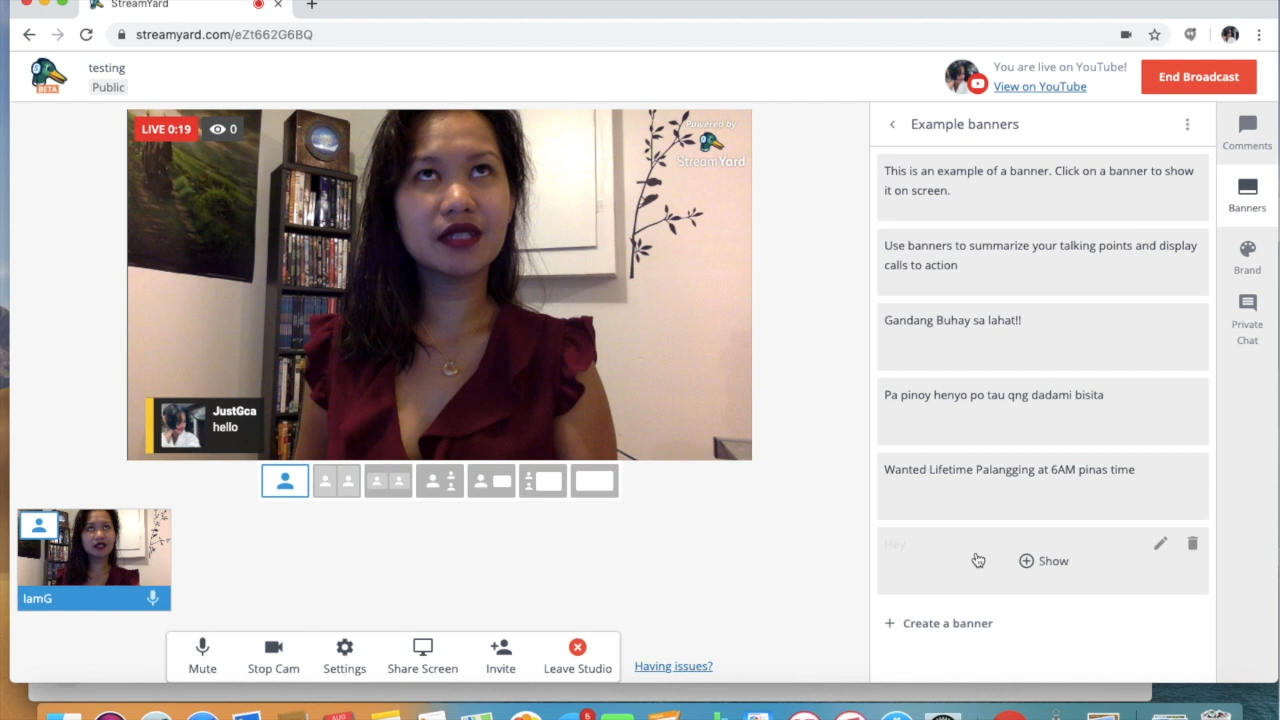 StreamYard
streamyard.com/eZt662G6BQ
BETA
testing
Public
You are live on YouTube!
View on YouTube
End Broadcast
LIVE 0:19
0
Powered by
StreamYard
JustGca
hello
IamG
Mute
Stop Cam
Settings
Share Screen
Invite
Leave Studio
Having issues?
Example banners
This is an example of a banner. Click on a banner to show
it on screen.
Use banners to summarize your talking points and display
calls to action
Gandang Buhay sa lahat!!
Pa pinoy henyo po tau qng dadami bisita
Wanted Lifetime Palangging at 6AM pinas time
Hey
Show
Create a banner
Comments
Banners
Brand
Private
Chat
AUG
6